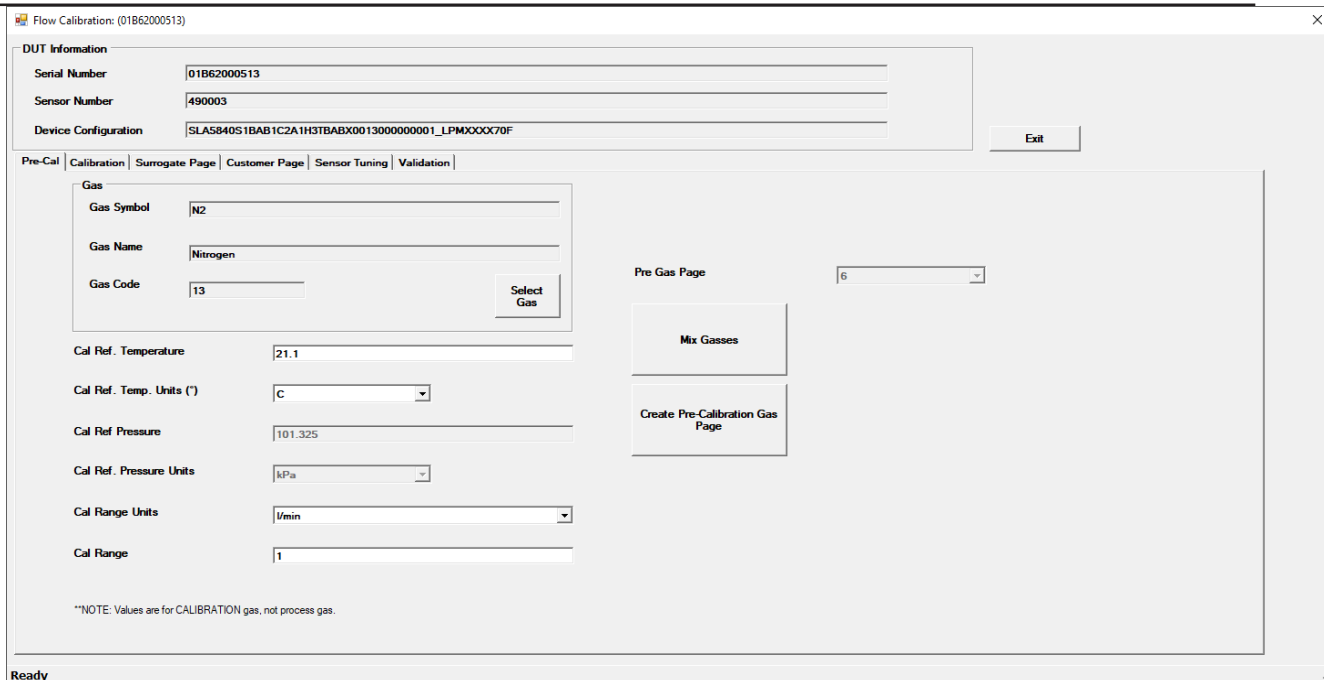 Flow Calibration: (01B62000513)
DUT Information
Serial Number 01B62000513
Sensor Number 490003
Device Configuration SLA5840S1BAB1C2A1H3TBABX0013000000001_LPMXXXX70F
Exit
Pre-Cal Calibration Surrogate Page Customer Page Sensor Tuning Validation
Gas
Gas Symbol N2
Gas Name Nitrogen
Gas Code 13
Select
Gas
Pre Gas Page 6
Mix Gasses
Create Pre-Calibration Gas
Page
Cal Ref. Temperature 21.1
Cal Ref. Temp. Units (°) C
Cal Ref Pressure 101.325
Cal Ref. Pressure Units kPa
Cal Range Units l/min
Cal Range 1
**NOTE: Values are for CALIBRATION gas, not process gas.
Ready